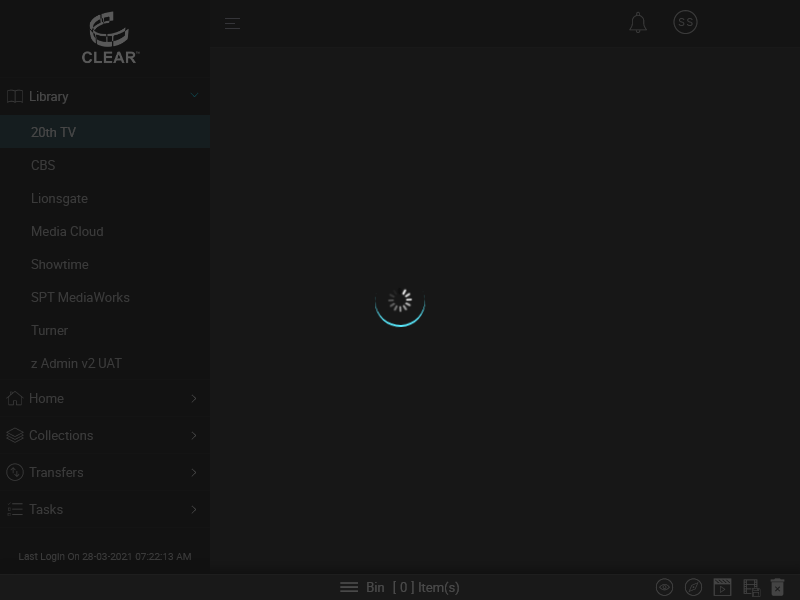 SS
CLEAR™
Library
20th TV
CBS
Lionsgate
Media Cloud
Showtime
SPT MediaWorks
Turner
z Admin v2 UAT
Home
Collections
Transfers
Tasks
Last Login On 28-03-2021 07:22:13 AM
Bin [ 0 ] Item(s)